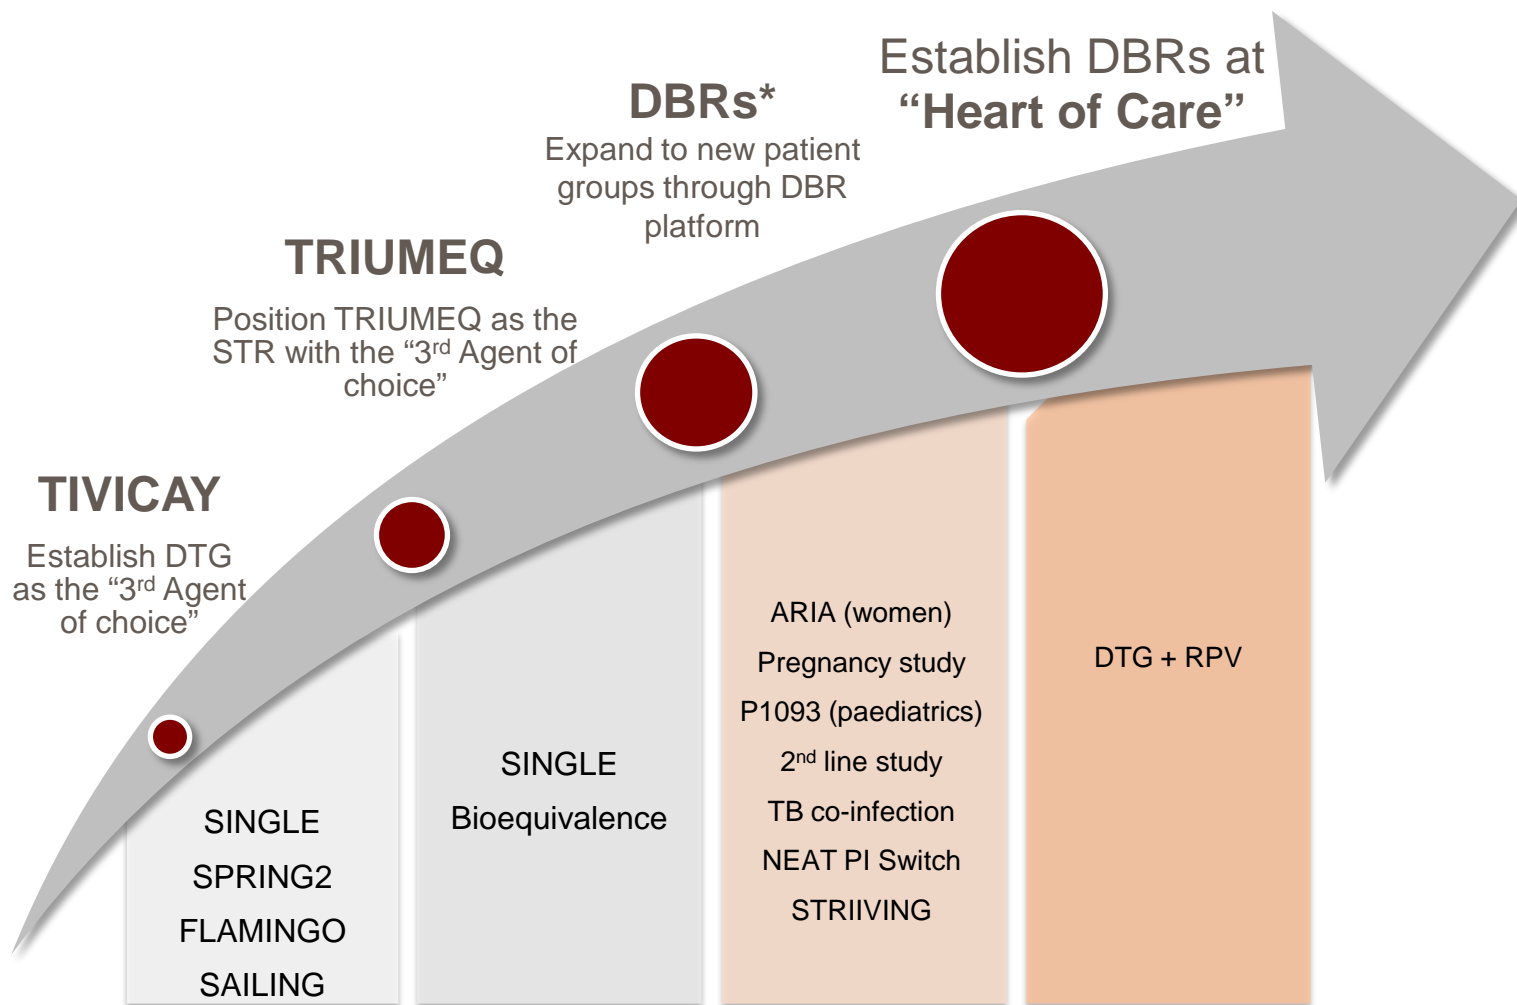 TIVICAY
Establish DTG
as the “3rd Agent
of choice”
TRIUMEQ
Position TRIUMEQ as the
STR with the “3rd Agent of
choice”
DBRs*
Expand to new patient
groups through DBR
platform
Establish DBRs at
“Heart of Care”
SINGLE
SPRING2
FLAMINGO
SAILING
SINGLE
Bioequivalence
ARIA (women)
Pregnancy study
P1093 (paediatrics)
2nd line study
TB co-infection
NEAT PI Switch
STRIIVING
DTG + RPV